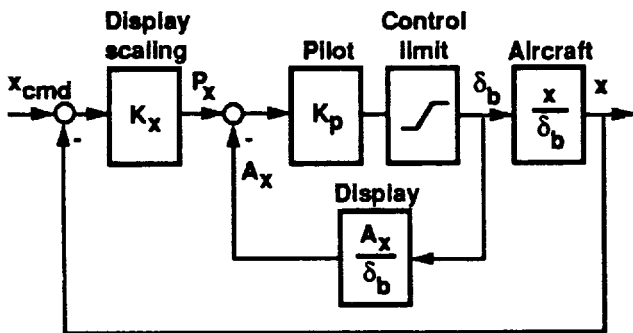 Display
scaling
Pilot
Control
limit
Aircraft
x_cmd
K_x
P_x
K_p
δ_b
x
δ_b
x
-
-
A_x
Display
A_x
δ_b